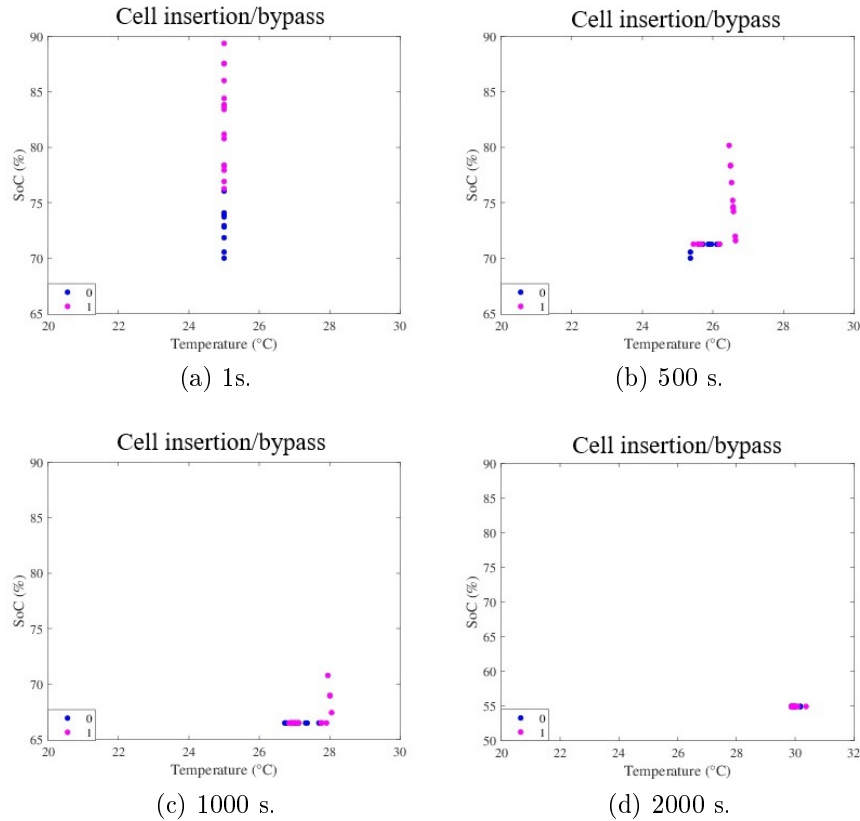 Cell insertion/bypass
90
85
80
75
70
65
SoC (%)
0
1
20 22 24 26 28 30
Temperature (°C)
(a) 1s.
Cell insertion/bypass
90
85
80
75
70
65
SoC (%)
0
1
20 22 24 26 28 30
Temperature (°C)
(b) 500 s.
Cell insertion/bypass
90
85
80
75
70
65
SoC (%)
0
1
20 22 24 26 28 30
Temperature (°C)
(c) 1000 s.
Cell insertion/bypass
90
85
80
75
70
65
60
55
50
SoC (%)
0
1
20 22 24 26 28 30 32
Temperature (°C)
(d) 2000 s.